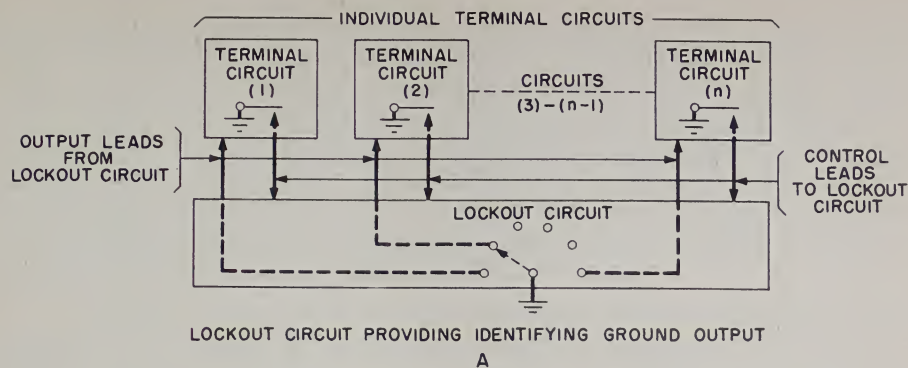 INDIVIDUAL TERMINAL CIRCUITS
TERMINAL
CIRCUIT
(1)
TERMINAL
CIRCUIT
(2)
CIRCUITS
(3)-(n-1)
TERMINAL
CIRCUIT
(n)
OUTPUT LEADS
FROM
LOCKOUT CIRCUIT
CONTROL
LEADS
TO LOCKOUT
CIRCUIT
LOCKOUT CIRCUIT
LOCKOUT CIRCUIT PROVIDING IDENTIFYING GROUND OUTPUT
A